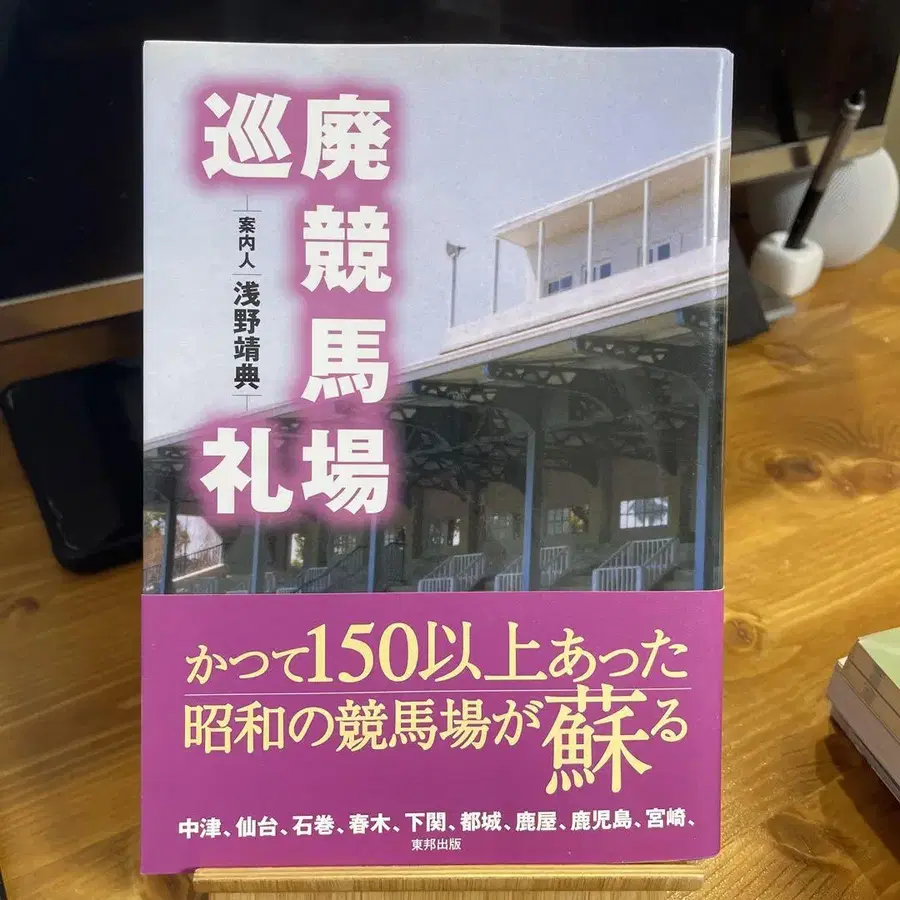 廃競馬場
巡礼
案内人
浅野靖典
かつて150以上あった
昭和の競馬場が蘇る
中津、仙台、石巻、春木、下関、都城、鹿屋、鹿児島、宮崎、
東邦出版